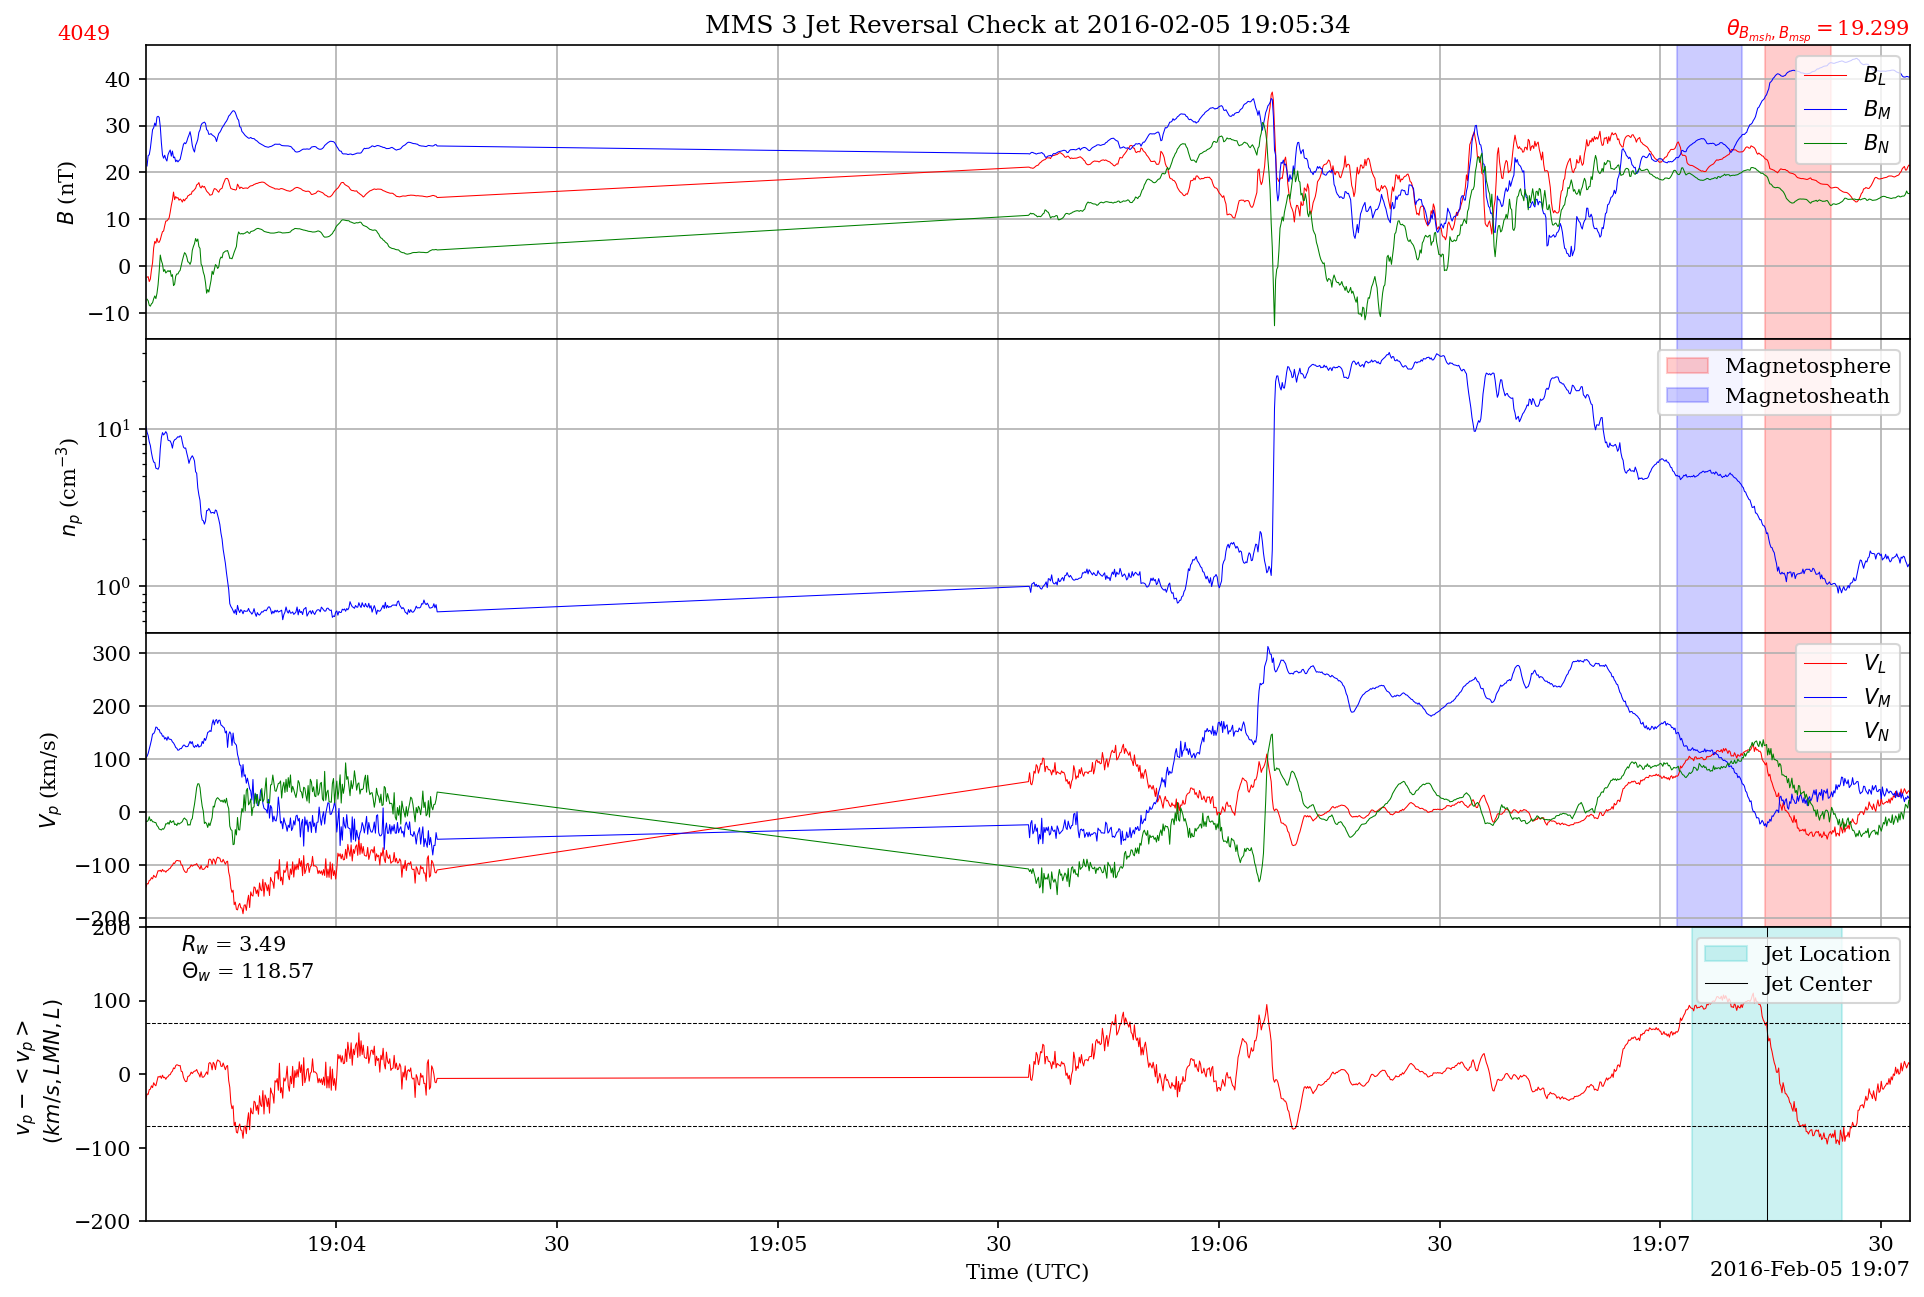 4049
MMS 3 Jet Reversal Check at 2016-02-05 19:05:34
θ_{B_{msh}, B_{msp}} = 19.299
B (nT)
40
30
20
10
0
−10
B_L
B_M
B_N
n_p (cm^{−3})
10^1
10^0
Magnetosphere
Magnetosheath
V_p (km/s)
300
200
100
0
−100
−200
V_L
V_M
V_N
v_p − <v_p>
(km/s, LMN, L)
200
100
0
−100
−200
R_w = 3.49
Θ_w = 118.57
Jet Location
Jet Center
19:04 30 19:05 30 19:06 30 19:07 30
Time (UTC)
2016-Feb-05 19:07